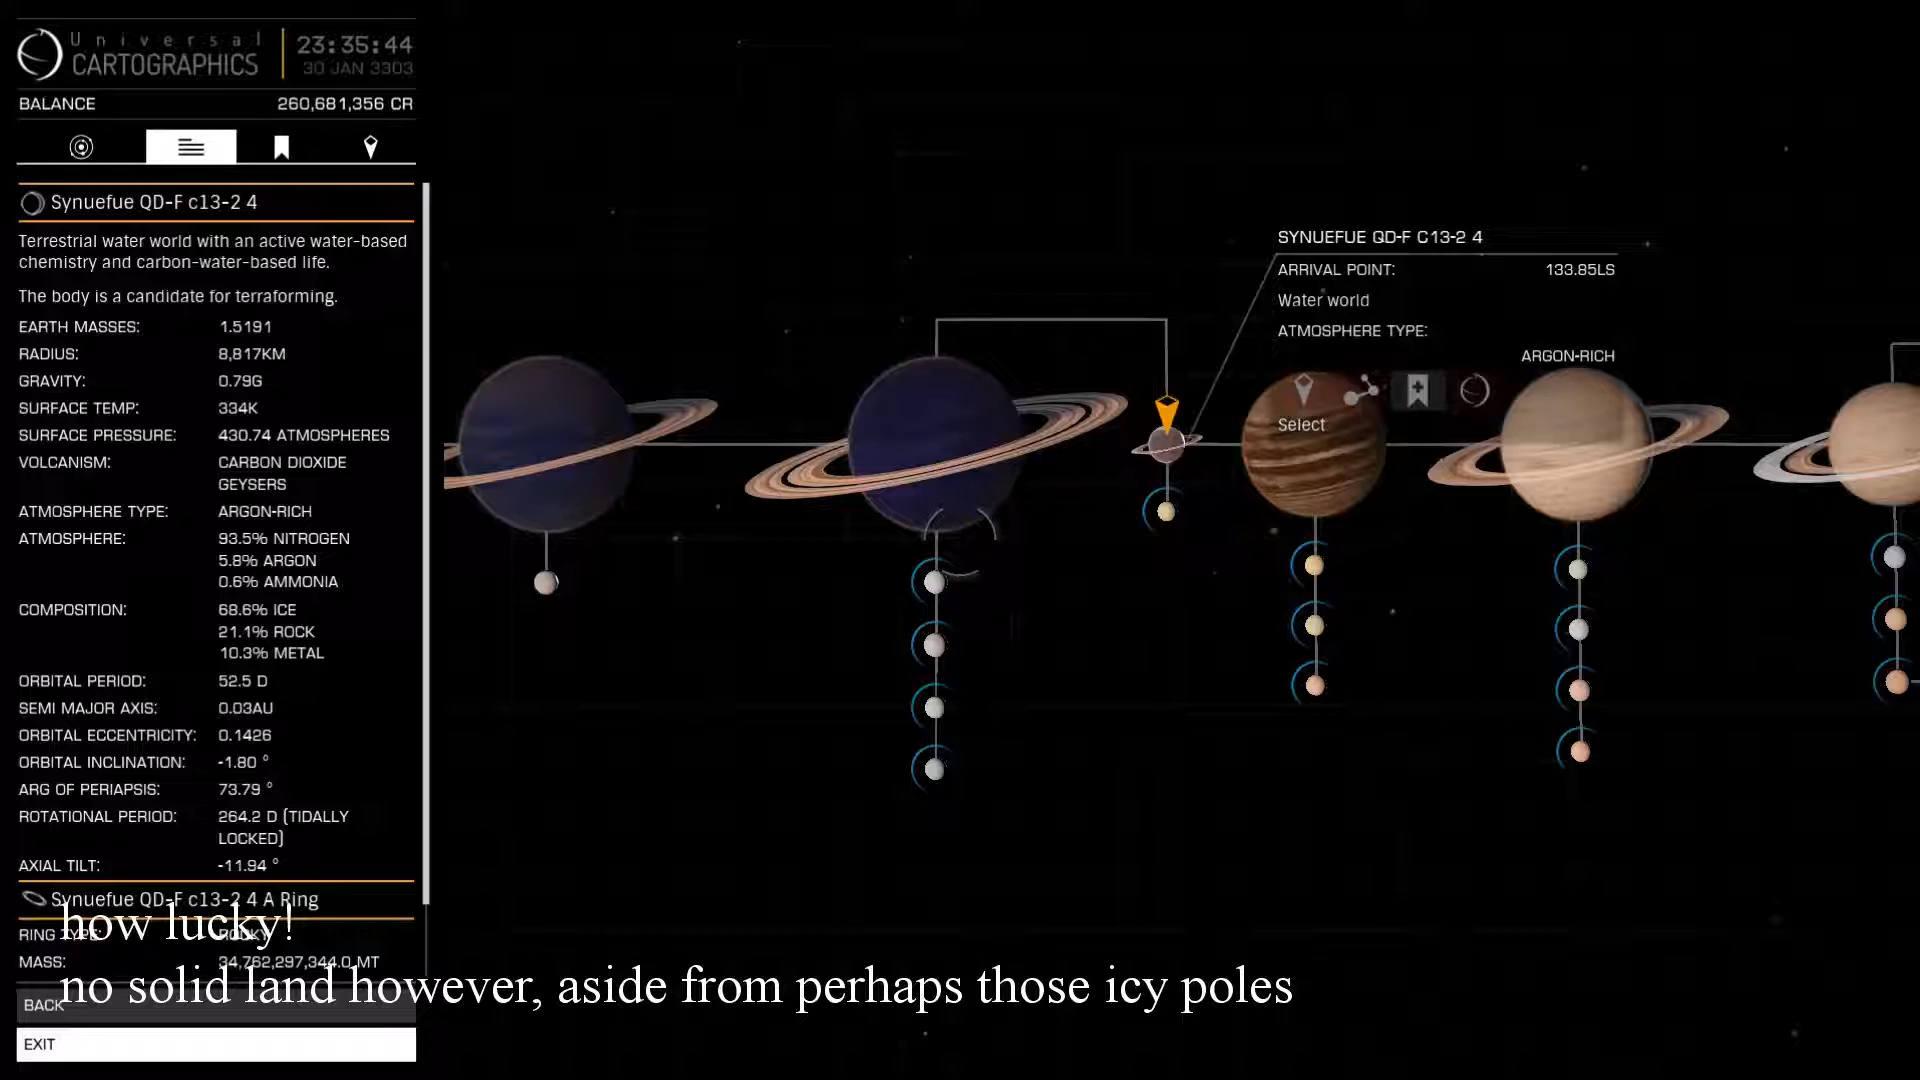 Universal
CARTOGRAPHICS
23:35:44
30 JAN 3303
BALANCE 260,681,356 CR
Synuefue QD-F c13-2 4
Terrestrial water world with an active water-based
chemistry and carbon-water-based life.
The body is a candidate for terraforming.
EARTH MASSES: 1.5191
RADIUS: 8,817KM
GRAVITY: 0.79G
SURFACE TEMP: 334K
SURFACE PRESSURE: 430.74 ATMOSPHERES
VOLCANISM: CARBON DIOXIDE
GEYSERS
ATMOSPHERE TYPE: ARGON-RICH
ATMOSPHERE: 93.5% NITROGEN
5.8% ARGON
0.6% AMMONIA
COMPOSITION: 68.6% ICE
21.1% ROCK
10.3% METAL
ORBITAL PERIOD: 52.5 D
SEMI MAJOR AXIS: 0.03AU
ORBITAL ECCENTRICITY: 0.1426
ORBITAL INCLINATION: -1.80 °
ARG OF PERIAPSIS: 73.79 °
ROTATIONAL PERIOD: 264.2 D (TIDALLY
LOCKED)
AXIAL TILT: -11.94 °
Synuefue QD-F c13-2 4 A Ring
RING TYPE: ROCKY
MASS: 34,762,297,344.0 MT
BACK
EXIT
SYNUEFUE QD-F C13-2 4
ARRIVAL POINT: 133.85LS
Water world
ATMOSPHERE TYPE:
ARGON-RICH
Select
how lucky!
no solid land however, aside from perhaps those icy poles